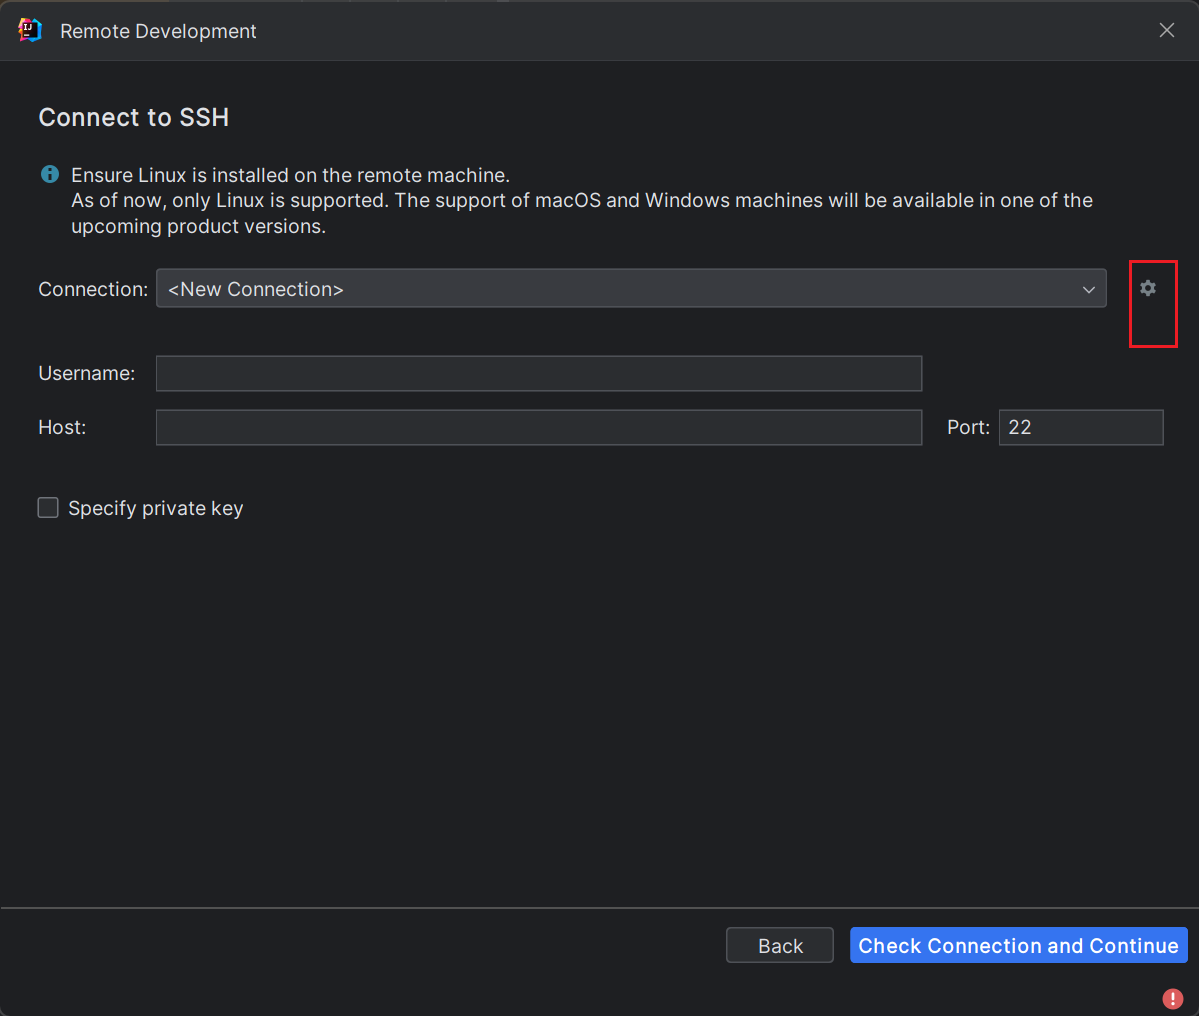 IJ
Remote Development
Connect to SSH
Ensure Linux is installed on the remote machine.
As of now, only Linux is supported. The support of macOS and Windows machines will be available in one of the
upcoming product versions.
Connection: <New Connection>
Username:
Host: Port: 22
Specify private key
Back Check Connection and Continue